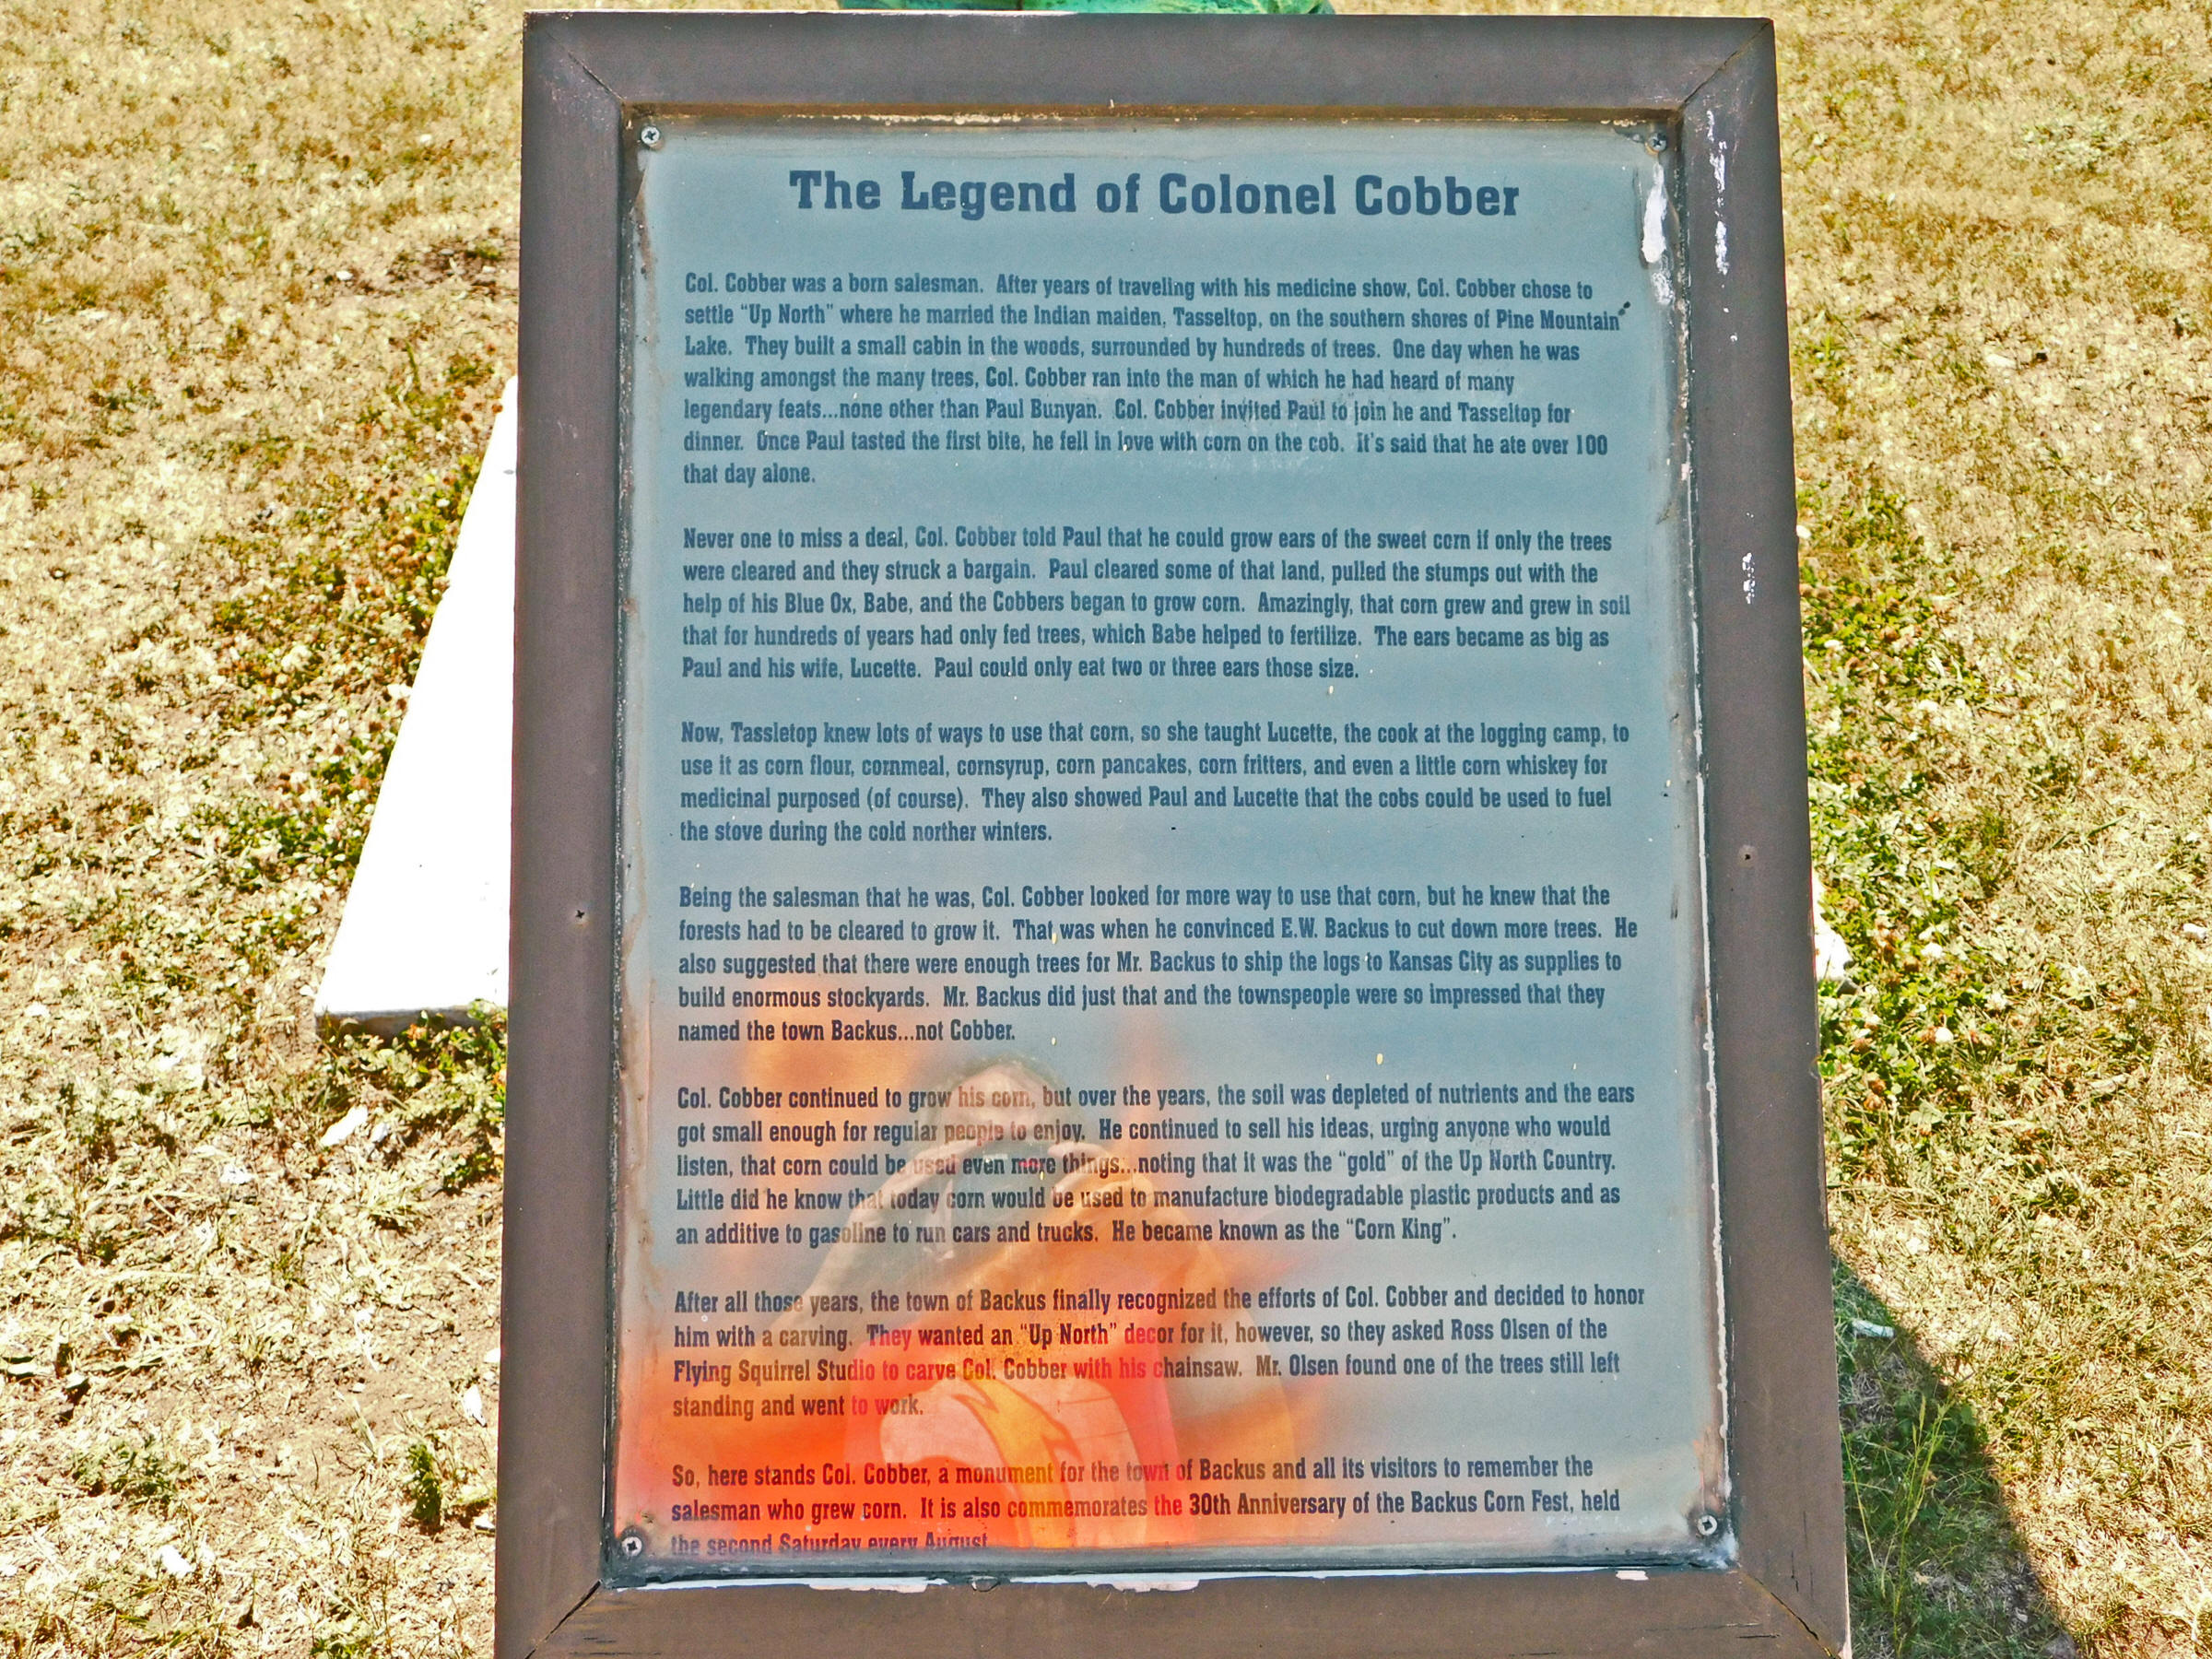 The Legend of Colonel Cobber
Col. Cobber was a born salesman. After years of traveling with his medicine show, Col. Cobber chose to
settle "Up North" where he married the Indian maiden, Tasseltop, on the southern shores of Pine Mountain
Lake. They built a small cabin in the woods, surrounded by hundreds of trees. One day when he was
walking amongst the many trees, Col. Cobber ran into the man of which he had heard of many
legendary feats...none other than Paul Bunyan. Col. Cobber invited Paul to join he and Tasseltop for
dinner. Once Paul tasted the first bite, he fell in love with corn on the cob. It's said that he ate over 100
that day alone.
Never one to miss a deal, Col. Cobber told Paul that he could grow ears of the sweet corn if only the trees
were cleared and they struck a bargain. Paul cleared some of that land, pulled the stumps out with the
help of his Blue Ox, Babe, and the Cobbers began to grow corn. Amazingly, that corn grew and grew in soil
that for hundreds of years had only fed trees, which Babe helped to fertilize. The ears became as big as
Paul and his wife, Lucette. Paul could only eat two or three ears those size.
Now, Tassletop knew lots of ways to use that corn, so she taught Lucette, the cook at the logging camp, to
use it as corn flour, cornmeal, cornsyrup, corn pancakes, corn fritters, and even a little corn whiskey for
medicinal purposed (of course). They also showed Paul and Lucette that the cobs could be used to fuel
the stove during the cold norther winters.
Being the salesman that he was, Col. Cobber looked for more way to use that corn, but he knew that the
forests had to be cleared to grow it. That was when he convinced E.W. Backus to cut down more trees. He
also suggested that there were enough trees for Mr. Backus to ship the logs to Kansas City as supplies to
build enormous stockyards. Mr. Backus did just that and the townspeople were so impressed that they
named the town Backus...not Cobber.
Col. Cobber continued to grow his corn, but over the years, the soil was depleted of nutrients and the ears
got small enough for regular people to enjoy. He continued to sell his ideas, urging anyone who would
listen, that corn could be used even more things...noting that it was the "gold" of the Up North Country.
Little did he know that today corn would be used to manufacture biodegradable plastic products and as
an additive to gasoline to run cars and trucks. He became known as the "Corn King".
After all those years, the town of Backus finally recognized the efforts of Col. Cobber and decided to honor
him with a carving. They wanted an "Up North" decor for it, however, so they asked Ross Olsen of the
Flying Squirrel Studio to carve Col. Cobber with his chainsaw. Mr. Olsen found one of the trees still left
standing and went to work.
So, here stands Col. Cobber, a monument for the town of Backus and all its visitors to remember the
salesman who grew corn. It is also commemorates the 30th Anniversary of the Backus Corn Fest, held
the second Saturday every August